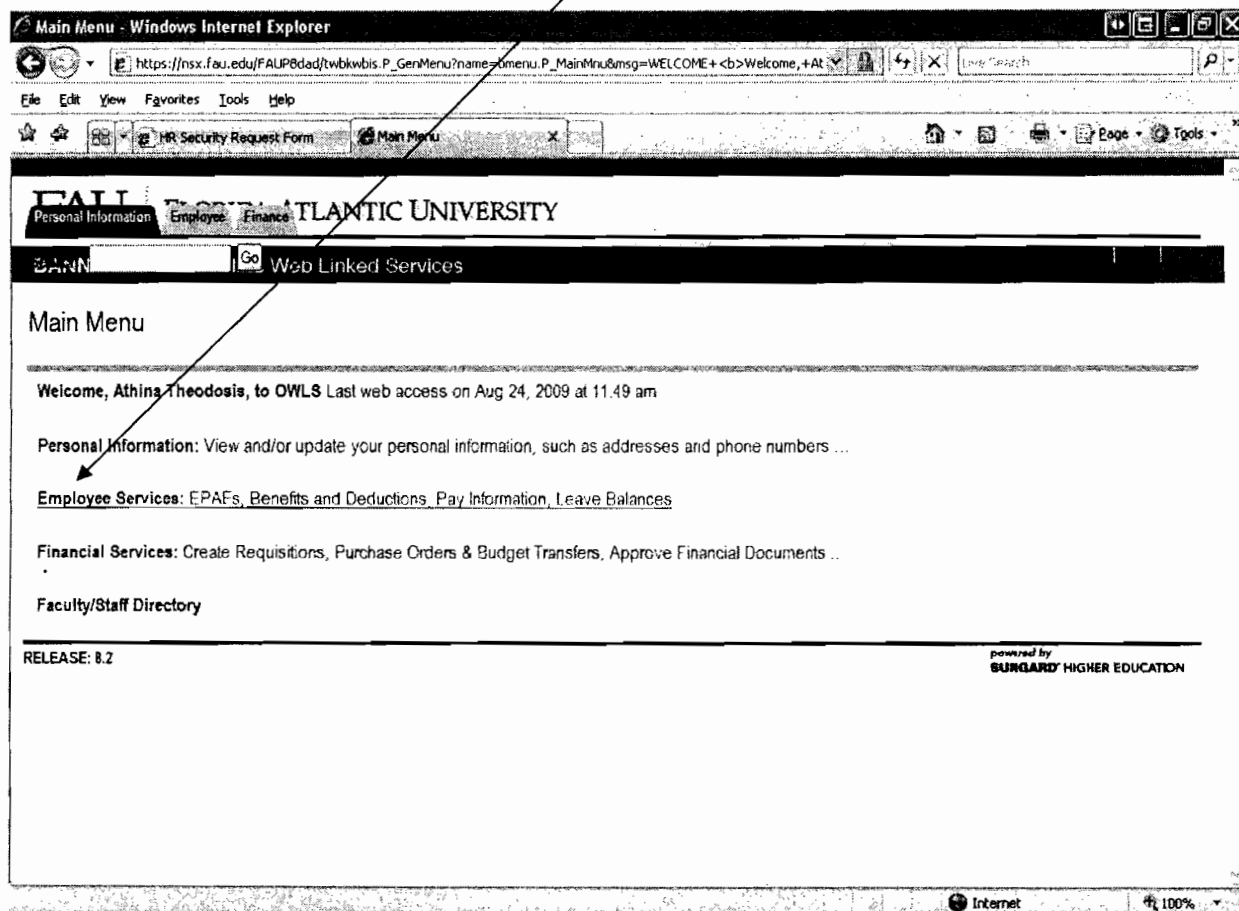 Main Menu - Windows Internet Explorer
https://nsx.fau.edu/FAUP8dad/twbkwbis.P_GenMenu?name=bmenu.P_MainMnu&msg=WELCOME+<b>Welcome,+At
Live Search
File Edit View Favorites Tools Help
HR Security Request Form Main Menu Page Tools
FAU FLORIDA ATLANTIC UNIVERSITY
Personal Information Employee Finance
BANN Go Web Linked Services
Main Menu
Welcome, Athina Theodosis, to OWLS Last web access on Aug 24, 2009 at 11:49 am
Personal Information: View and/or update your personal information, such as addresses and phone numbers ...
Employee Services: EPAFs, Benefits and Deductions, Pay Information, Leave Balances
Financial Services: Create Requisitions, Purchase Orders & Budget Transfers, Approve Financial Documents ..
Faculty/Staff Directory
RELEASE: 8.2
powered by
SUNGARD HIGHER EDUCATION
Internet 100%